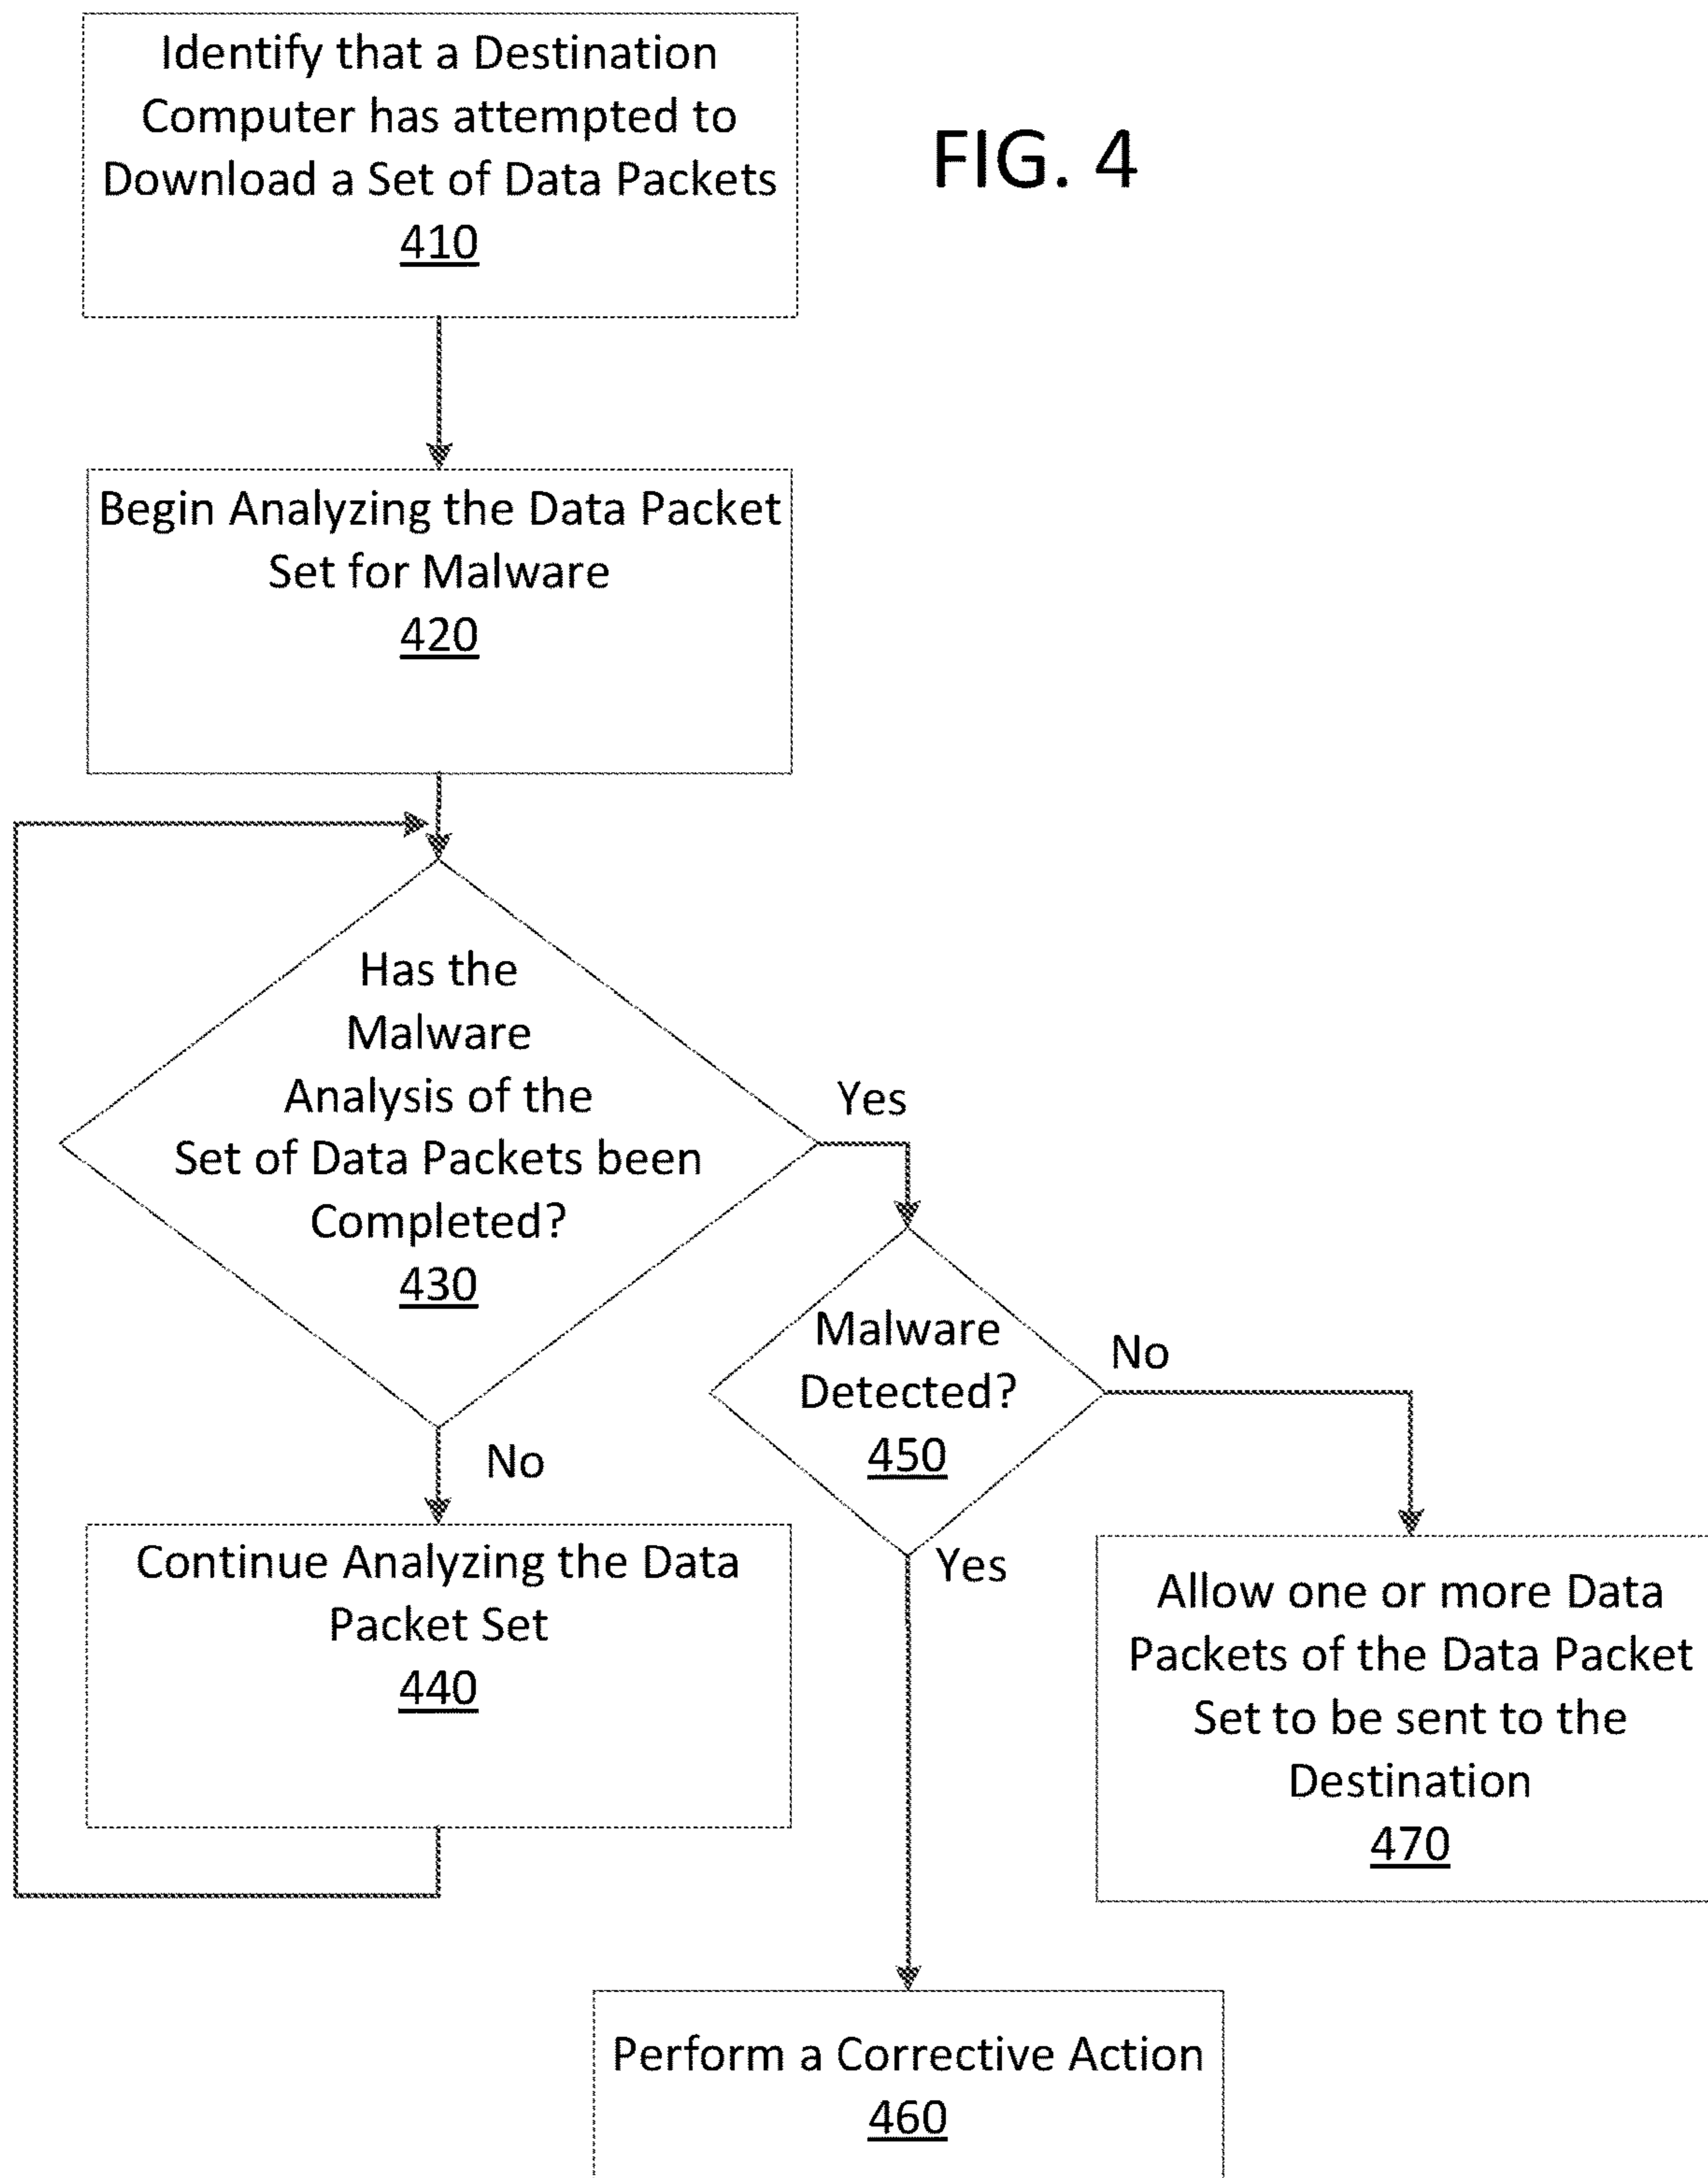 Identify that a Destination
Computer has attempted to
Download a Set of Data Packets
410
FIG. 4
Begin Analyzing the Data Packet
Set for Malware
420
Has the
Malware
Analysis of the
Set of Data Packets been
Completed?
430
Yes
No
Malware
Detected?
450
No
Yes
Continue Analyzing the Data
Packet Set
440
Allow one or more Data
Packets of the Data Packet
Set to be sent to the
Destination
470
Perform a Corrective Action
460